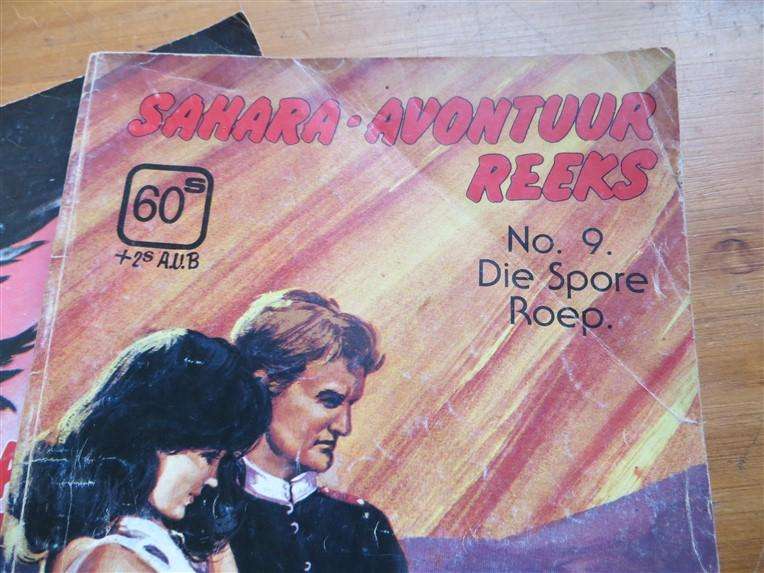 SAHARA-AVONTUUR
REEKS
60s
+2s A.U.B
No. 9.
Die Spore
Roep.